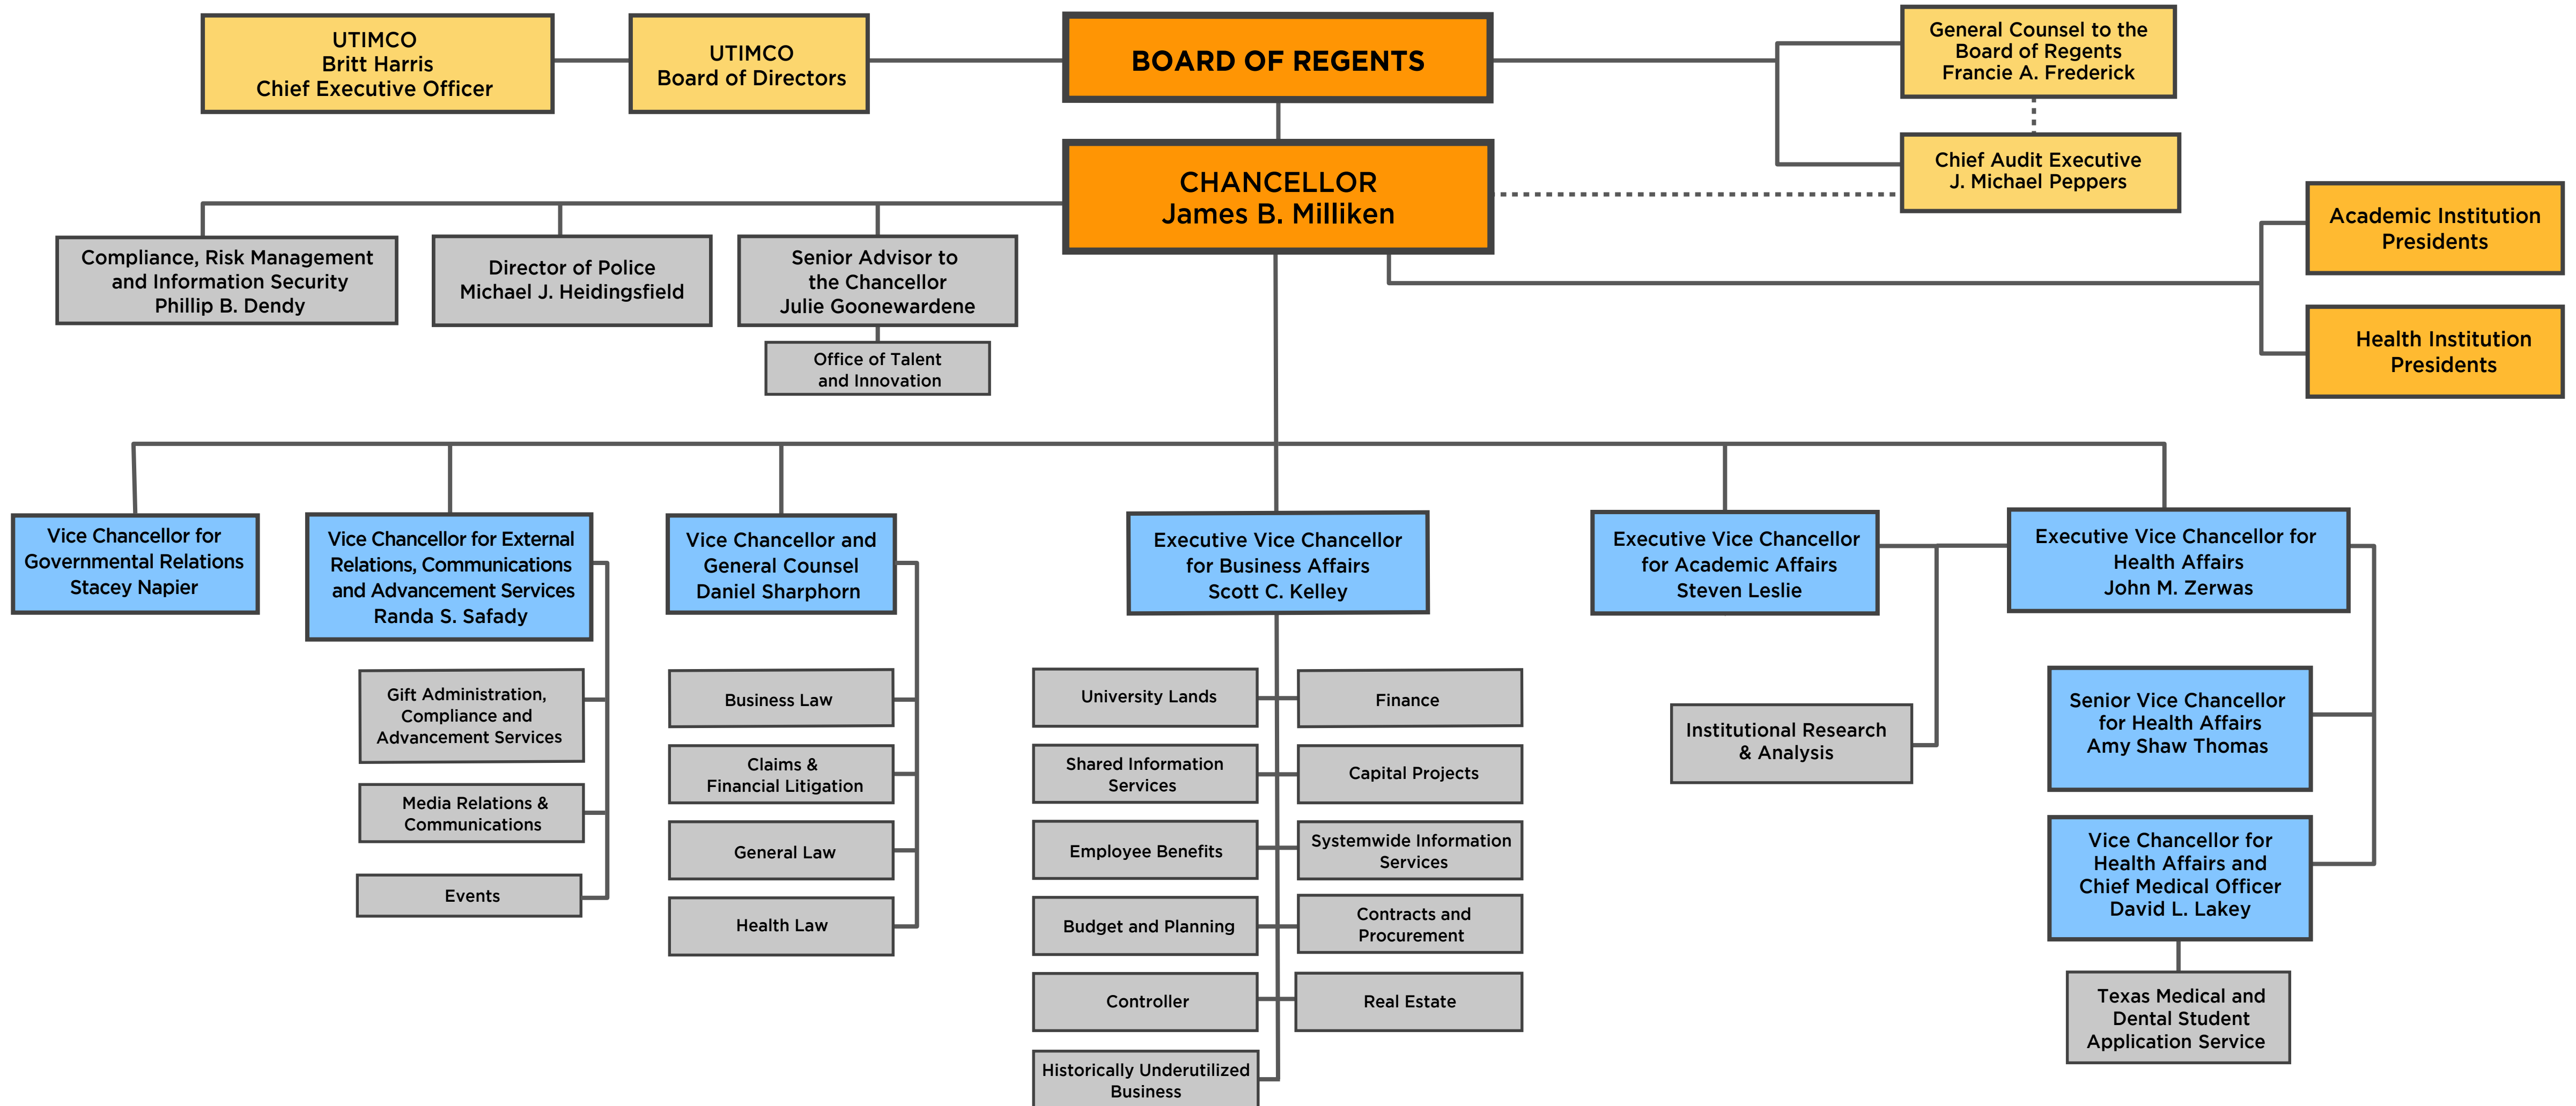 UTIMCO
Britt Harris
Chief Executive Officer
UTIMCO
Board of Directors
BOARD OF REGENTS
General Counsel to the
Board of Regents
Francie A. Frederick
Chief Audit Executive
J. Michael Peppers
CHANCELLOR
James B. Milliken
Academic Institution
Presidents
Health Institution
Presidents
Compliance, Risk Management
and Information Security
Phillip B. Dendy
Director of Police
Michael J. Heidingsfield
Senior Advisor to
the Chancellor
Julie Goonewardene
Office of Talent
and Innovation
Vice Chancellor for
Governmental Relations
Stacey Napier
Vice Chancellor for External
Relations, Communications
and Advancement Services
Randa S. Safady
Gift Administration,
Compliance and
Advancement Services
Media Relations &
Communications
Events
Vice Chancellor and
General Counsel
Daniel Sharphorn
Business Law
Claims &
Financial Litigation
General Law
Health Law
Executive Vice Chancellor
for Business Affairs
Scott C. Kelley
University Lands
Finance
Shared Information
Services
Capital Projects
Employee Benefits
Systemwide Information
Services
Budget and Planning
Contracts and
Procurement
Controller
Real Estate
Historically Underutilized
Business
Executive Vice Chancellor
for Academic Affairs
Steven Leslie
Institutional Research
& Analysis
Executive Vice Chancellor for
Health Affairs
John M. Zerwas
Senior Vice Chancellor
for Health Affairs
Amy Shaw Thomas
Vice Chancellor for
Health Affairs and
Chief Medical Officer
David L. Lakey
Texas Medical and
Dental Student
Application Service